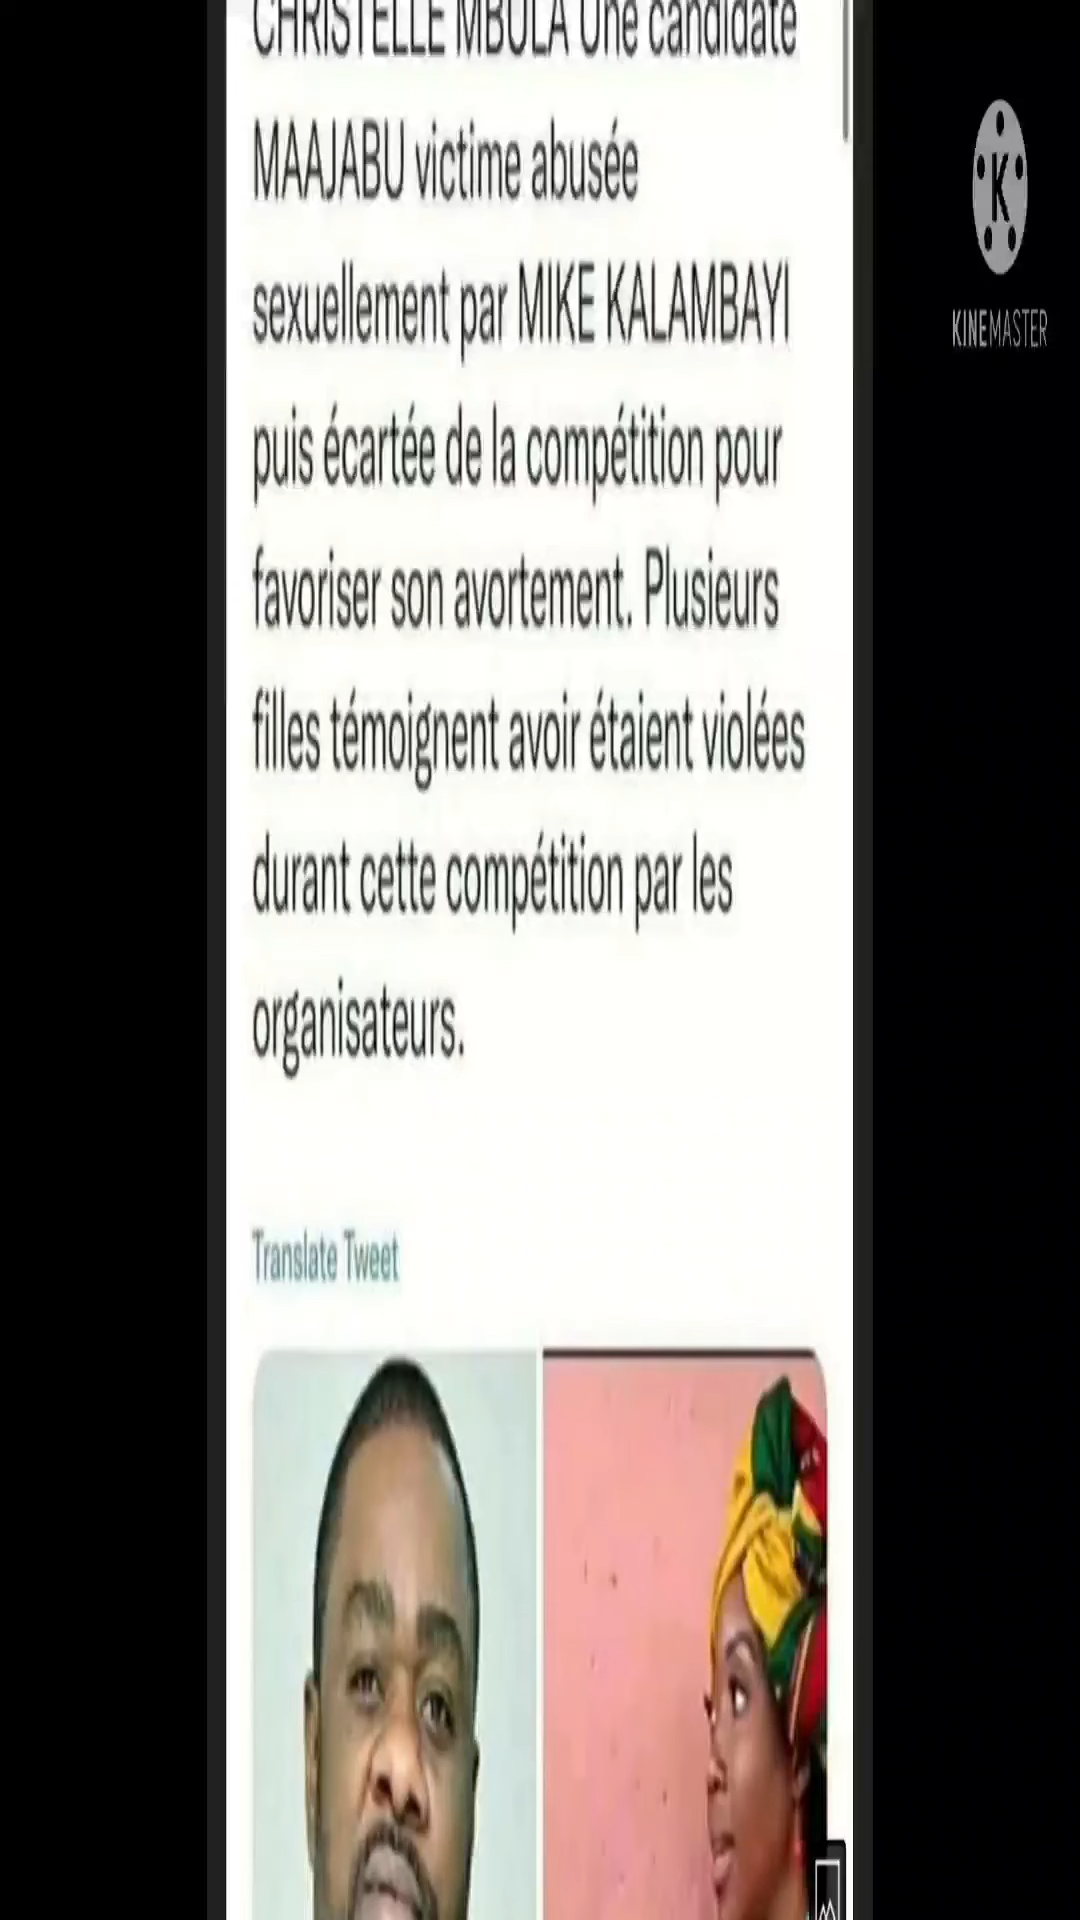 CHRISTELLE MBULA Une candidate
MAAJABU victime abusée
sexuellement par MIKE KALAMBAYI
puis écartée de la compétition pour
favoriser son avortement. Plusieurs
filles témoignent avoir étaient violées
durant cette compétition par les
organisateurs.
Translate Tweet
K
KINEMASTER